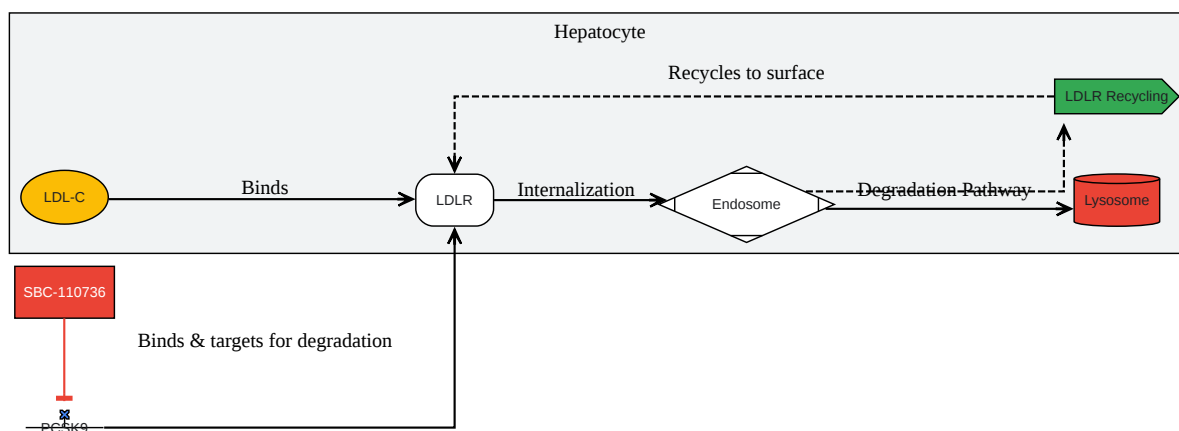 Hepatocyte
Recycles to surface
LDLR Recycling
LDL-C
Binds
LDLR
Internalization
Endosome
Degradation Pathway
Lysosome
SBC-110736
Binds & targets for degradation
PCSK9